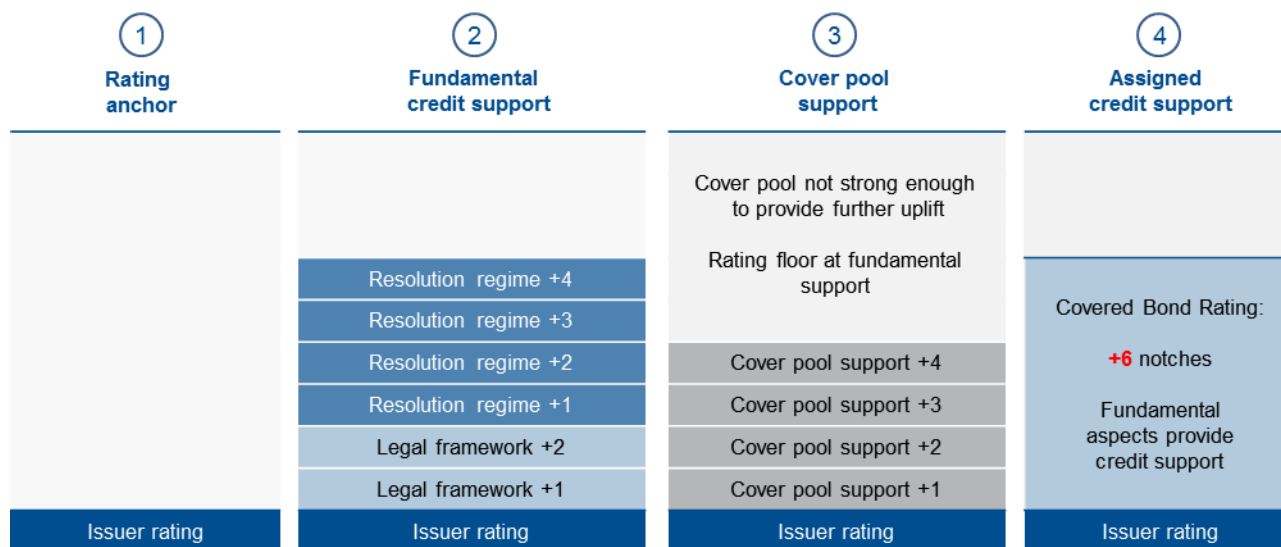 1
Rating
anchor
Issuer rating
2
Fundamental
credit support
Resolution regime +4
Resolution regime +3
Resolution regime +2
Resolution regime +1
Legal framework +2
Legal framework +1
Issuer rating
3
Cover pool
support
Cover pool not strong enough
to provide further uplift
Rating floor at fundamental
support
Cover pool support +4
Cover pool support +3
Cover pool support +2
Cover pool support +1
Issuer rating
4
Assigned
credit support
Covered Bond Rating:
+6 notches
Fundamental
aspects provide
credit support
Issuer rating